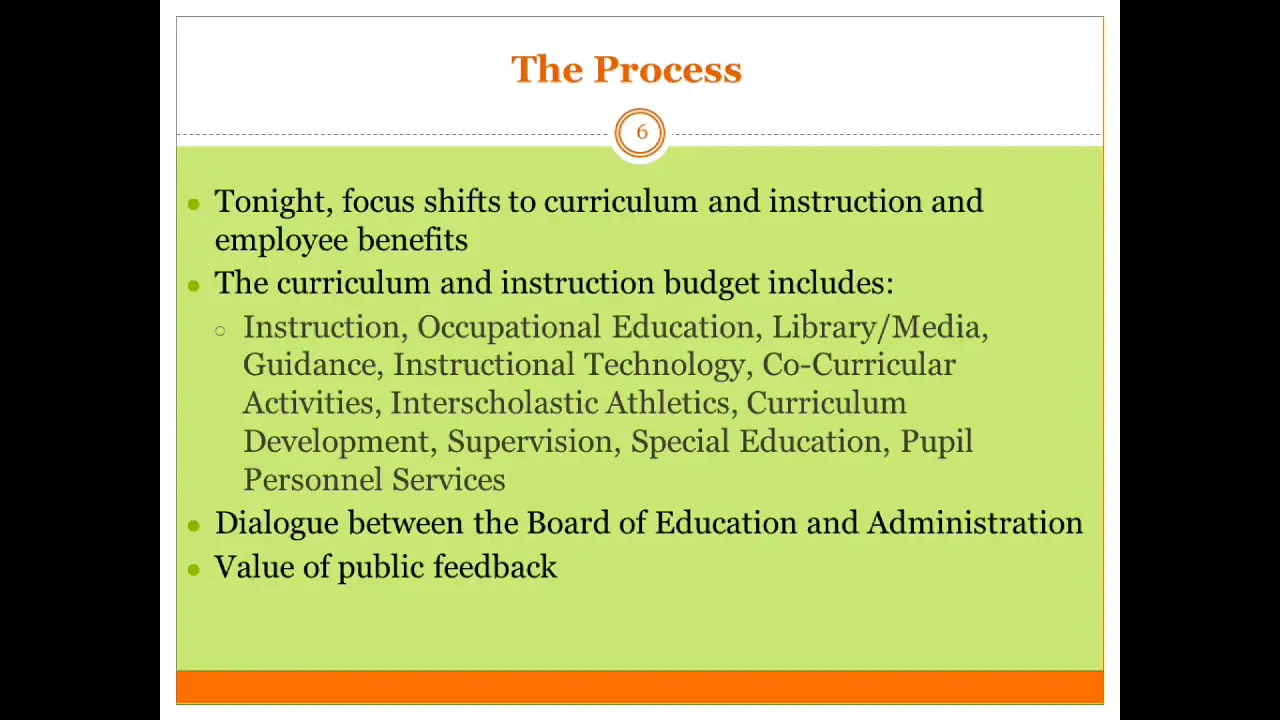 The Process
6
Tonight, focus shifts to curriculum and instruction and
employee benefits
The curriculum and instruction budget includes:
Instruction, Occupational Education, Library/Media,
Guidance, Instructional Technology, Co-Curricular
Activities, Interscholastic Athletics, Curriculum
Development, Supervision, Special Education, Pupil
Personnel Services
Dialogue between the Board of Education and Administration
Value of public feedback